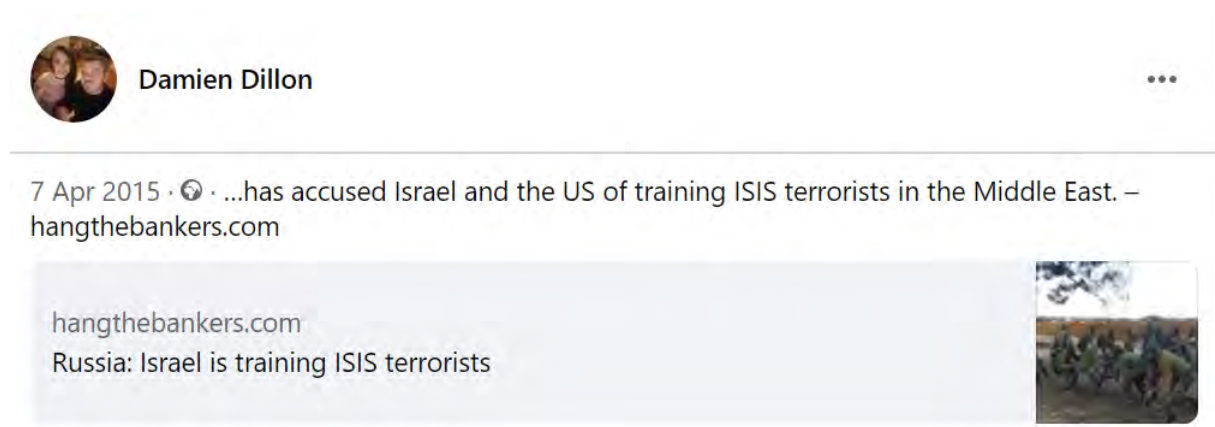 Damien Dillon
7 Apr 2015 · · ...has accused Israel and the US of training ISIS terrorists in the Middle East. –
hangthebankers.com
hangthebankers.com
Russia: Israel is training ISIS terrorists